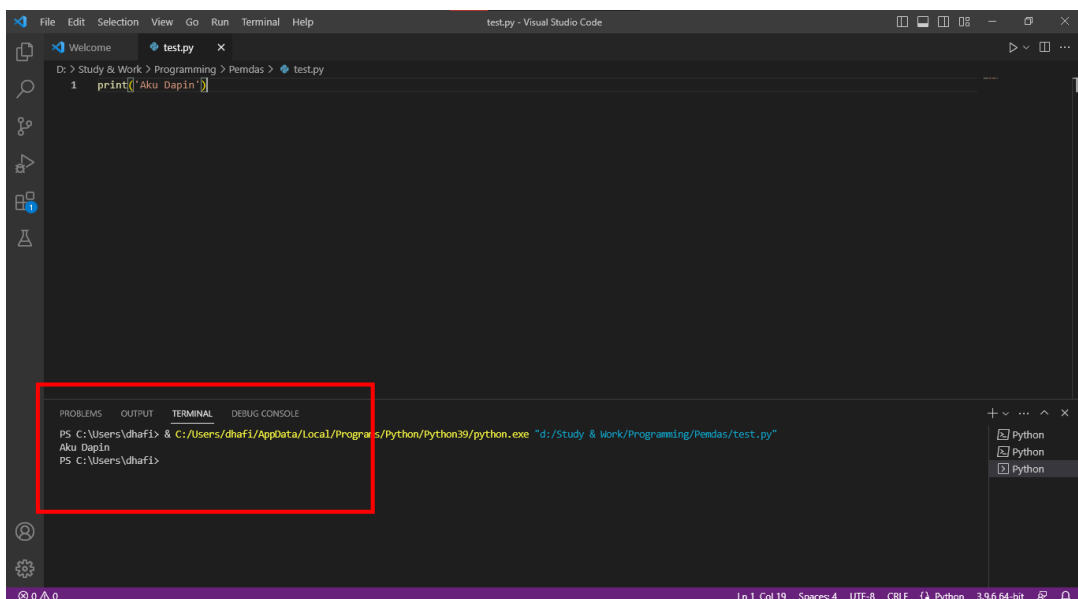 File Edit Selection View Go Run Terminal Help
test.py - Visual Studio Code
Welcome
test.py
D: > Study & Work > Programming > Pemdas > test.py
1 print('Aku Dapin')
1
PROBLEMS OUTPUT TERMINAL DEBUG CONSOLE
PS C:\Users\dhafi> & C:/Users/dhafi/AppData/Local/Programs/Python/Python39/python.exe "d:/Study & Work/Programming/Pemdas/test.py"
Aku Dapin
PS C:\Users\dhafi>
Python
Python
Python
0 0
Ln 1, Col 19 Spaces: 4 UTF-8 CRLF Python 3.9.6 64-bit